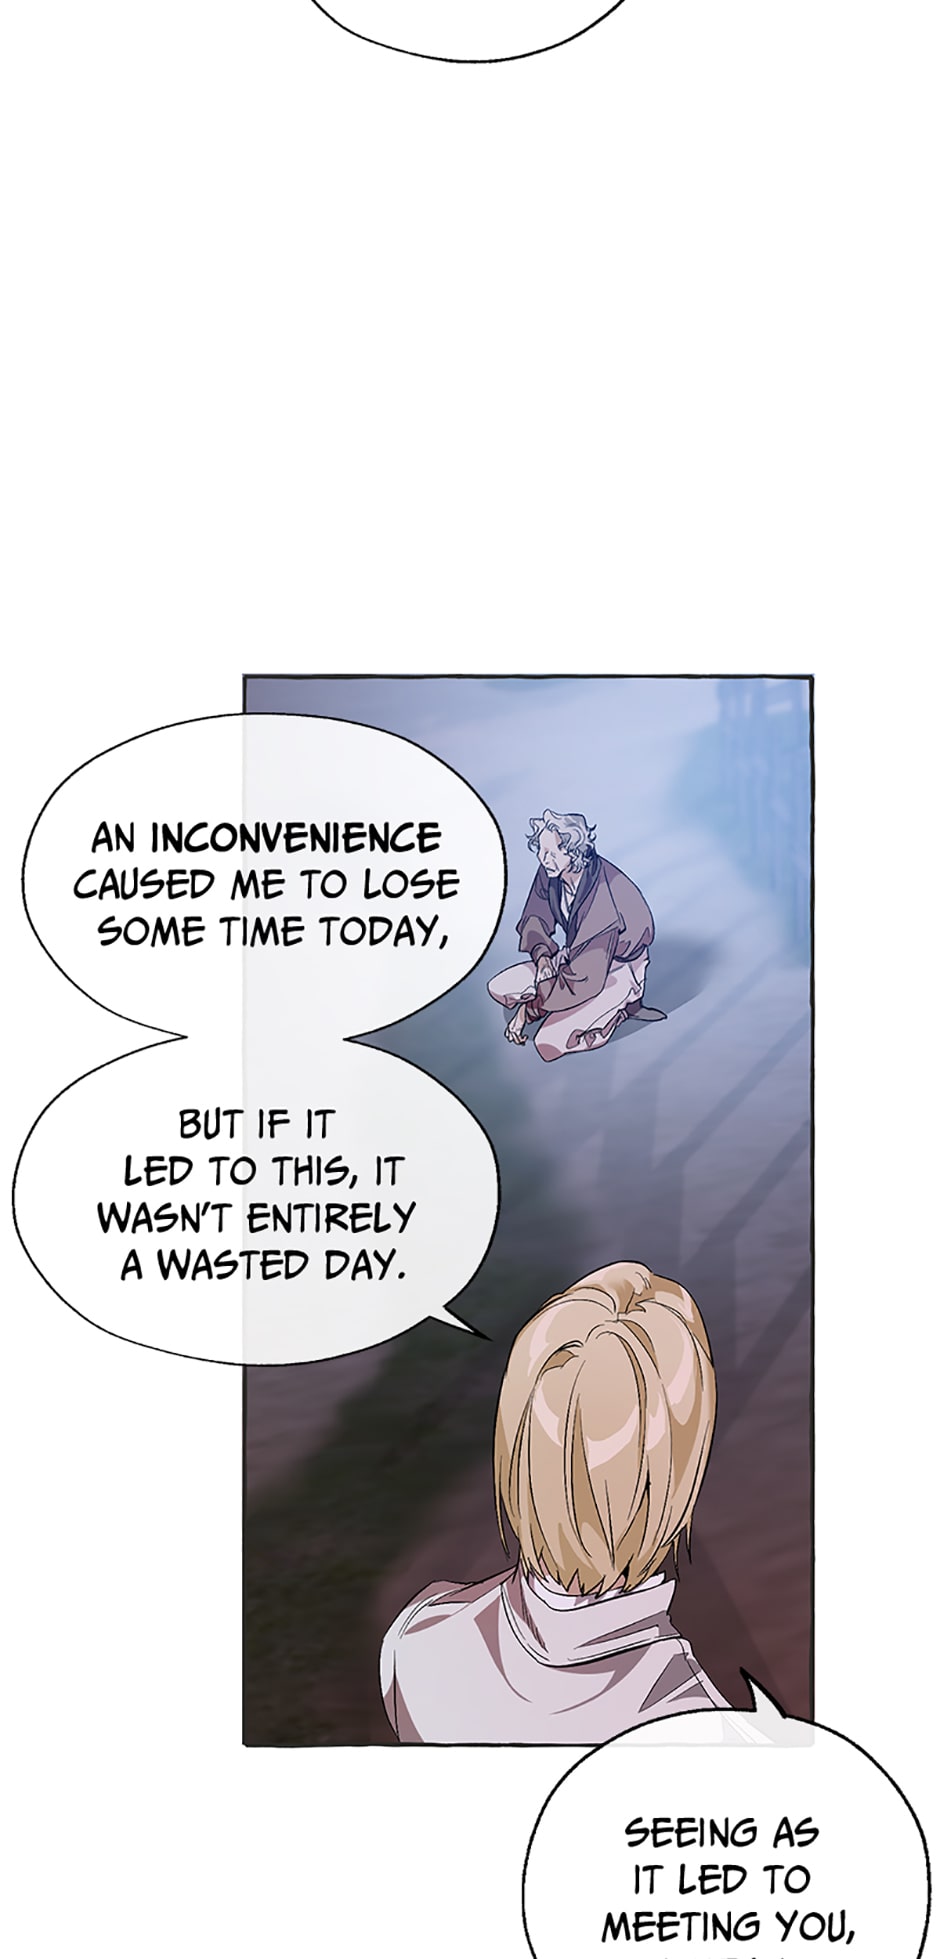 AN INCONVENIENCE
CAUSED ME TO LOSE
SOME TIME TODAY,
BUT IF IT
LED TO THIS, IT
WASN'T ENTIRELY
A WASTED DAY.
SEEING AS
IT LED TO
MEETING YOU,